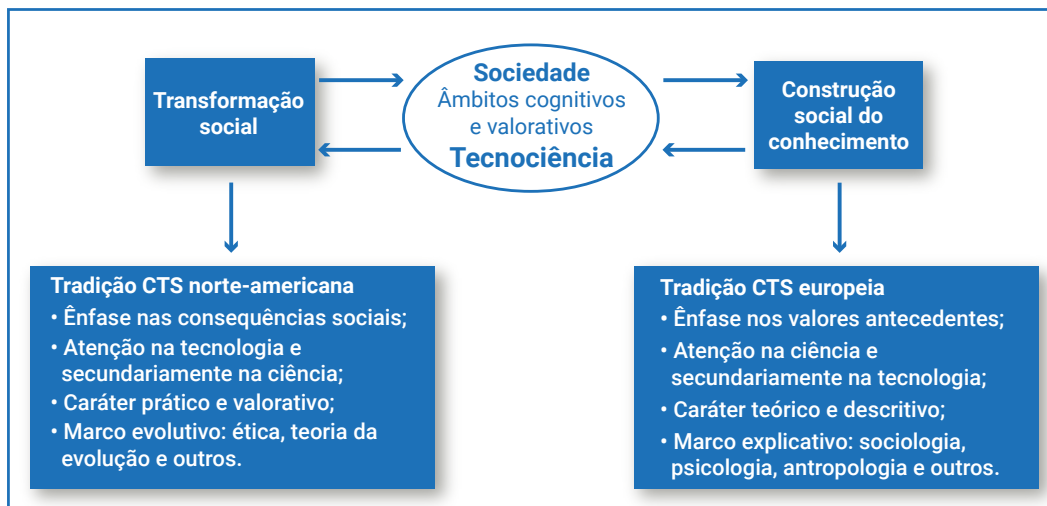 Transformação
social
Sociedade
Âmbitos cognitivos
e valorativos
Tecnociência
Construção
social do
conhecimento
Tradição CTS norte-americana
• Ênfase nas consequências sociais;
• Atenção na tecnologia e
secundariamente na ciência;
• Caráter prático e valorativo;
• Marco evolutivo: ética, teoria da
evolução e outros.
Tradição CTS europeia
• Ênfase nos valores antecedentes;
• Atenção na ciência e
secundariamente na tecnologia;
• Caráter teórico e descritivo;
• Marco explicativo: sociologia,
psicologia, antropologia e outros.